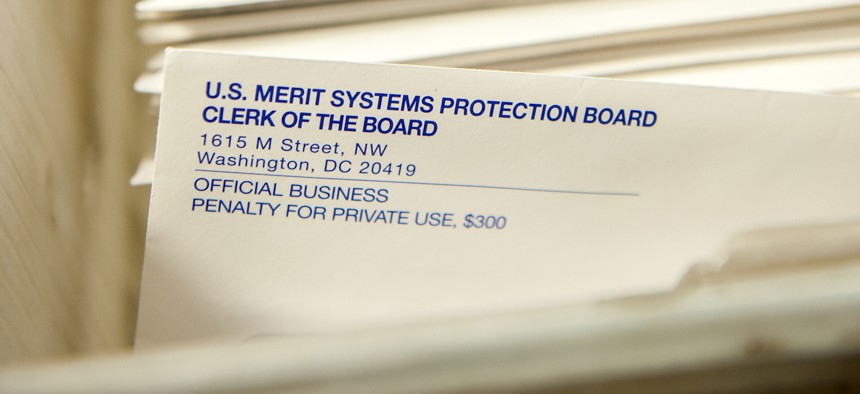 U.S. MERIT SYSTEMS PROTECTION BOARD
CLERK OF THE BOARD
1615 M Street, NW
Washington, DC 20419
OFFICIAL BUSINESS
PENALTY FOR PRIVATE USE, $300